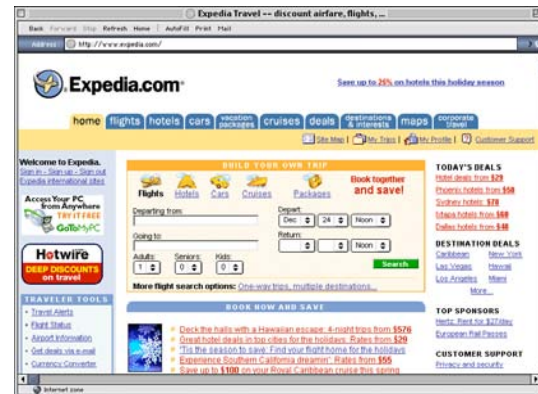 Expedia Travel -- discount airfare, flights, ...
Back Forward Stop Refresh Home AutoFill Print Mail
Address http://www.expedia.com/
Expedia.com
Save up to 25% on hotels this holiday season
home flights hotels cars vacation packages cruises deals destinations & interests maps corporate travel
Site Map | My Trips | My Profile | Customer Support
Welcome to Expedia.
Sign in - Sign up - Sign out
Expedia international sites
Access Your PC
from Anywhere
TRY IT FREE
GoToMyPC
Hotwire
DEEP DISCOUNTS
on travel
TRAVELER TOOLS
Travel Alerts
Flight Status
Airport Information
Get deals via e-mail
Currency Converter
BUILD YOUR OWN TRIP
Flights Hotels Cars Cruises Packages
Book together
and save!
Departing from: Depart:
Dec 24 Noon
Going to: Return:
Noon
Adults: Seniors: Kids:
1 0 0
Search
More flight search options: One-way trips, multiple destinations...
BOOK NOW AND SAVE
Deck the halls with a Hawaiian escape: 4-night trips from $576
Great hotel deals in top cities for the holidays. Rates from $29
'Tis the season to save: Find your flight home for the holidays
Experience Southern California dreamin'. Rates from $55
Save up to $100 on your Royal Caribbean cruise this spring
TODAY'S DEALS
Hotel deals from $29
Phoenix hotels from $50
Sydney hotels: $78
Ixtapa hotels from $60
Dallas hotels from $40
DESTINATION DEALS
Caribbean New York
Las Vegas Hawaii
Los Angeles Miami
More...
TOP SPONSORS
Hertz: Rent for $27/day
European Rail Passes
CUSTOMER SUPPORT
Privacy and security
Internet zone